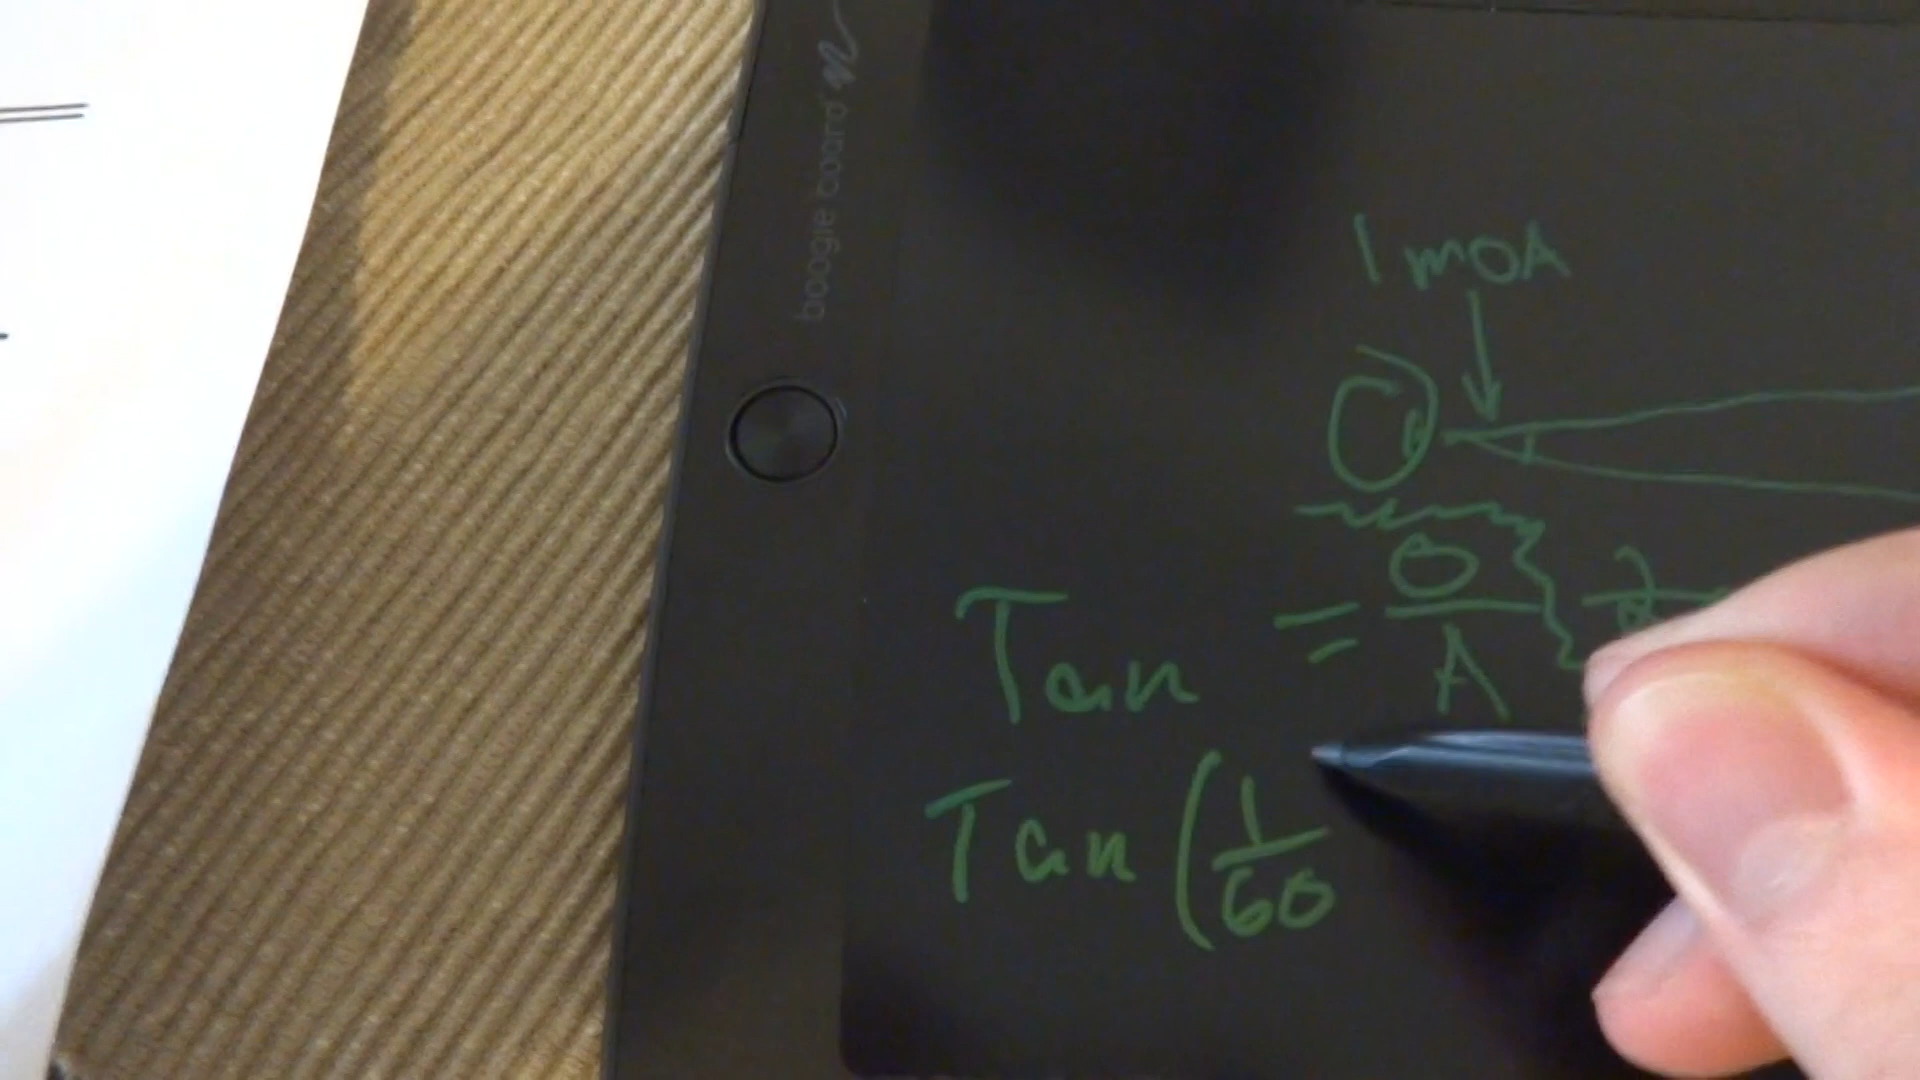 boogie board
1 MOA
Tan = O
A
Tan ( 1
60